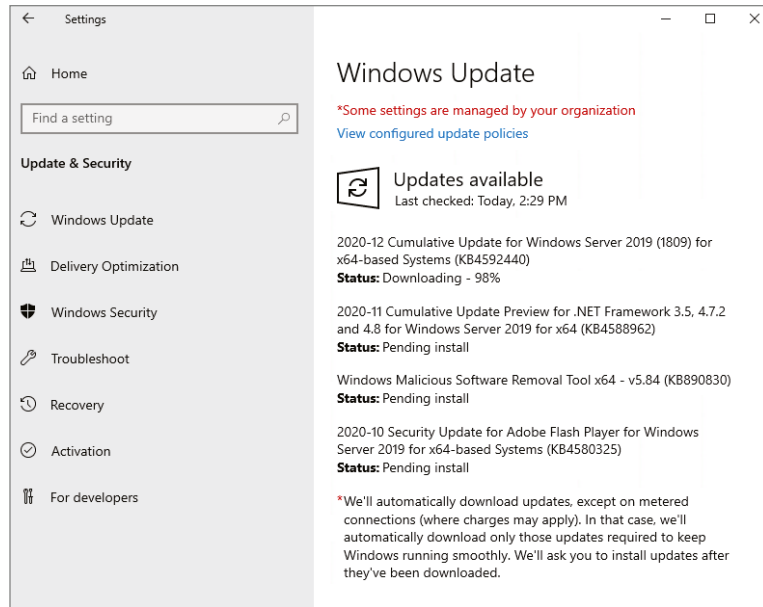 Settings
Home
Find a setting
Update & Security
Windows Update
Delivery Optimization
Windows Security
Troubleshoot
Recovery
Activation
For developers
Windows Update
*Some settings are managed by your organization
View configured update policies
Updates available
Last checked: Today, 2:29 PM
2020-12 Cumulative Update for Windows Server 2019 (1809) for
x64-based Systems (KB4592440)
Status: Downloading - 98%
2020-11 Cumulative Update Preview for .NET Framework 3.5, 4.7.2
and 4.8 for Windows Server 2019 for x64 (KB4588962)
Status: Pending install
Windows Malicious Software Removal Tool x64 - v5.84 (KB890830)
Status: Pending install
2020-10 Security Update for Adobe Flash Player for Windows
Server 2019 for x64-based Systems (KB4580325)
Status: Pending install
*We'll automatically download updates, except on metered
connections (where charges may apply). In that case, we'll
automatically download only those updates required to keep
Windows running smoothly. We'll ask you to install updates after
they've been downloaded.